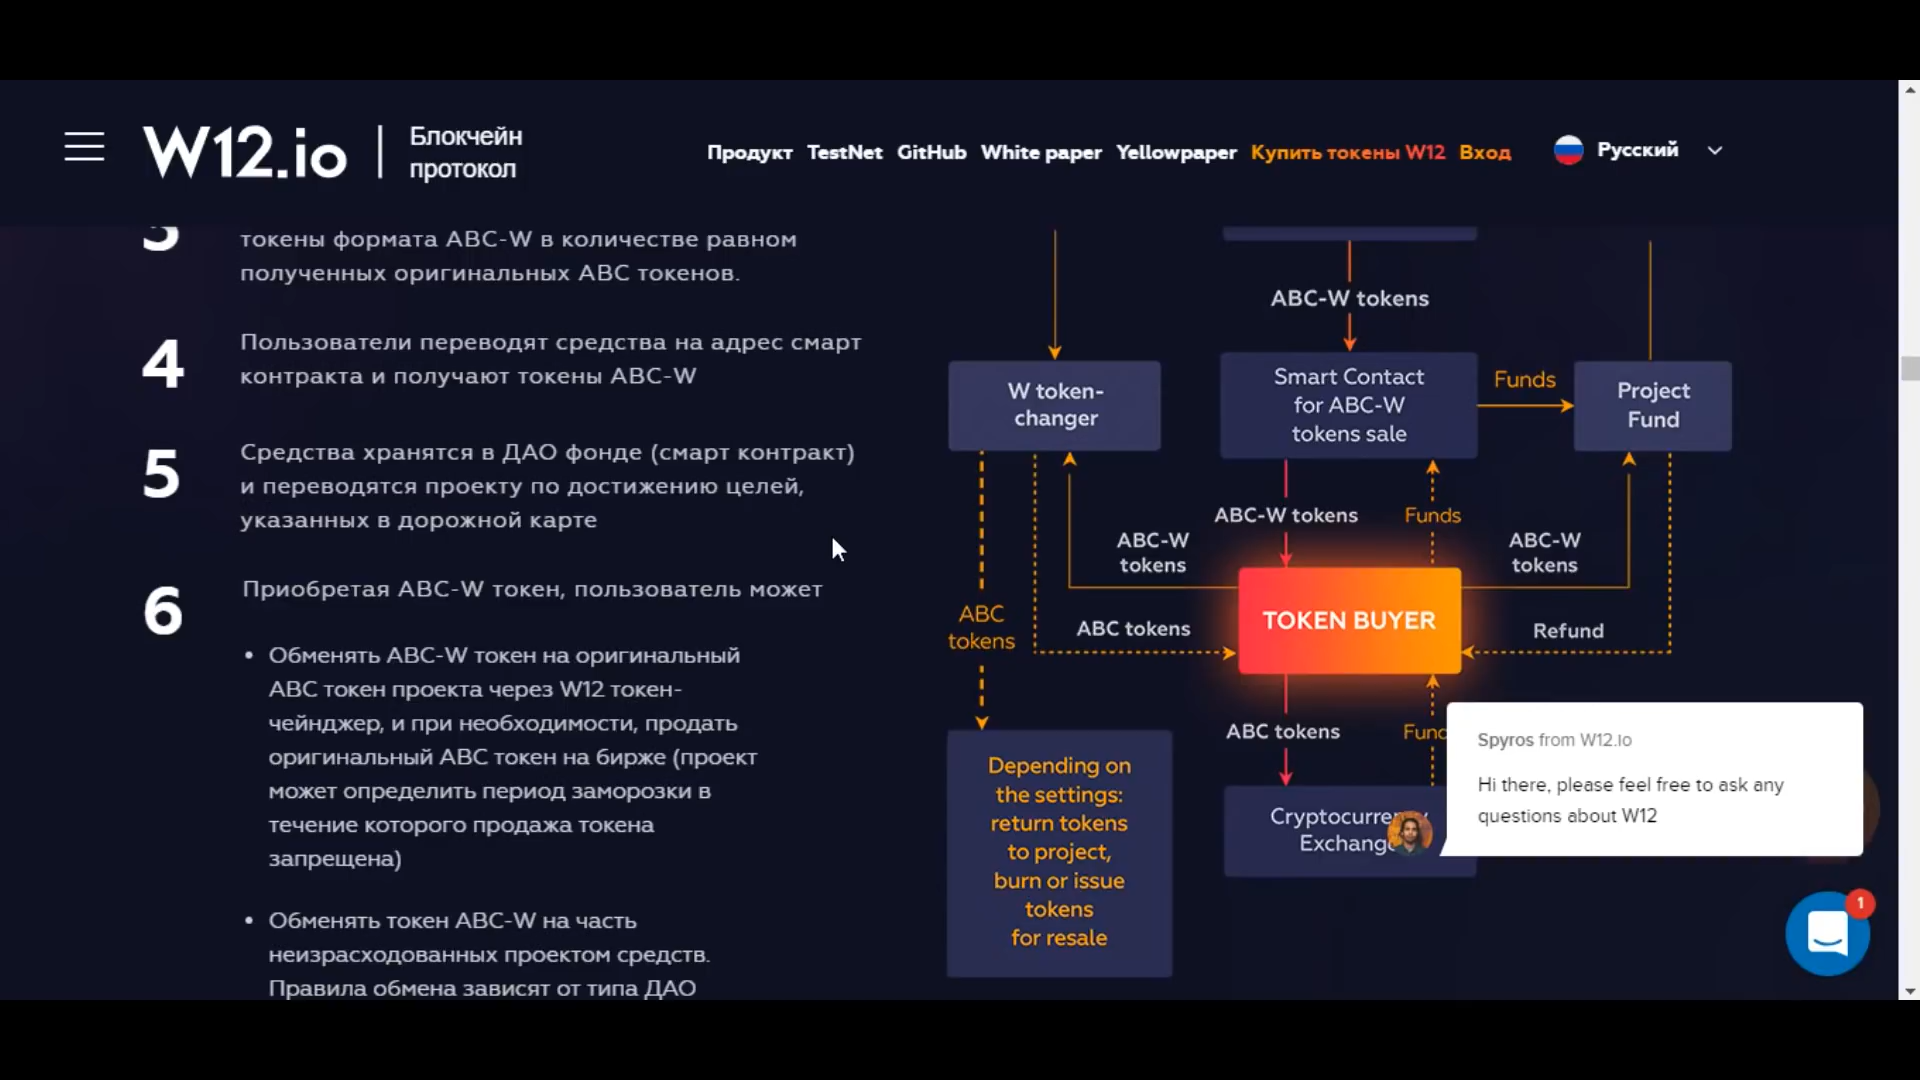 W12.io
Блокчейн
протокол
Продукт TestNet GitHub White paper Yellowpaper Купить токены W12 Вход
Русский
3
токены формата ABC-W в количестве равном
полученных оригинальных ABC токенов.
4
Пользователи переводят средства на адрес смарт
контракта и получают токены ABC-W
5
Средства хранятся в ДАО фонде (смарт контракт)
и переводятся проекту по достижению целей,
указанных в дорожной карте
6
Приобретая ABC-W токен, пользователь может
• Обменять ABC-W токен на оригинальный
ABC токен проекта через W12 токен-
чейнджер, и при необходимости, продать
оригинальный ABC токен на бирже (проект
может определить период заморозки в
течение которого продажа токена
запрещена)
• Обменять токен ABC-W на часть
неизрасходованных проектом средств.
Правила обмена зависят от типа ДАО
ABC-W tokens
W token-
changer
Smart Contact
for ABC-W
tokens sale
Funds
Project
Fund
ABC-W tokens
Funds
ABC-W
tokens
ABC-W
tokens
ABC
tokens
ABC tokens
TOKEN BUYER
Refund
ABC tokens
Depending on
the settings:
return tokens
to project,
burn or issue
tokens
for resale
Exchange
Spyros from W12.io
Hi there, please feel free to ask any
questions about W12
1